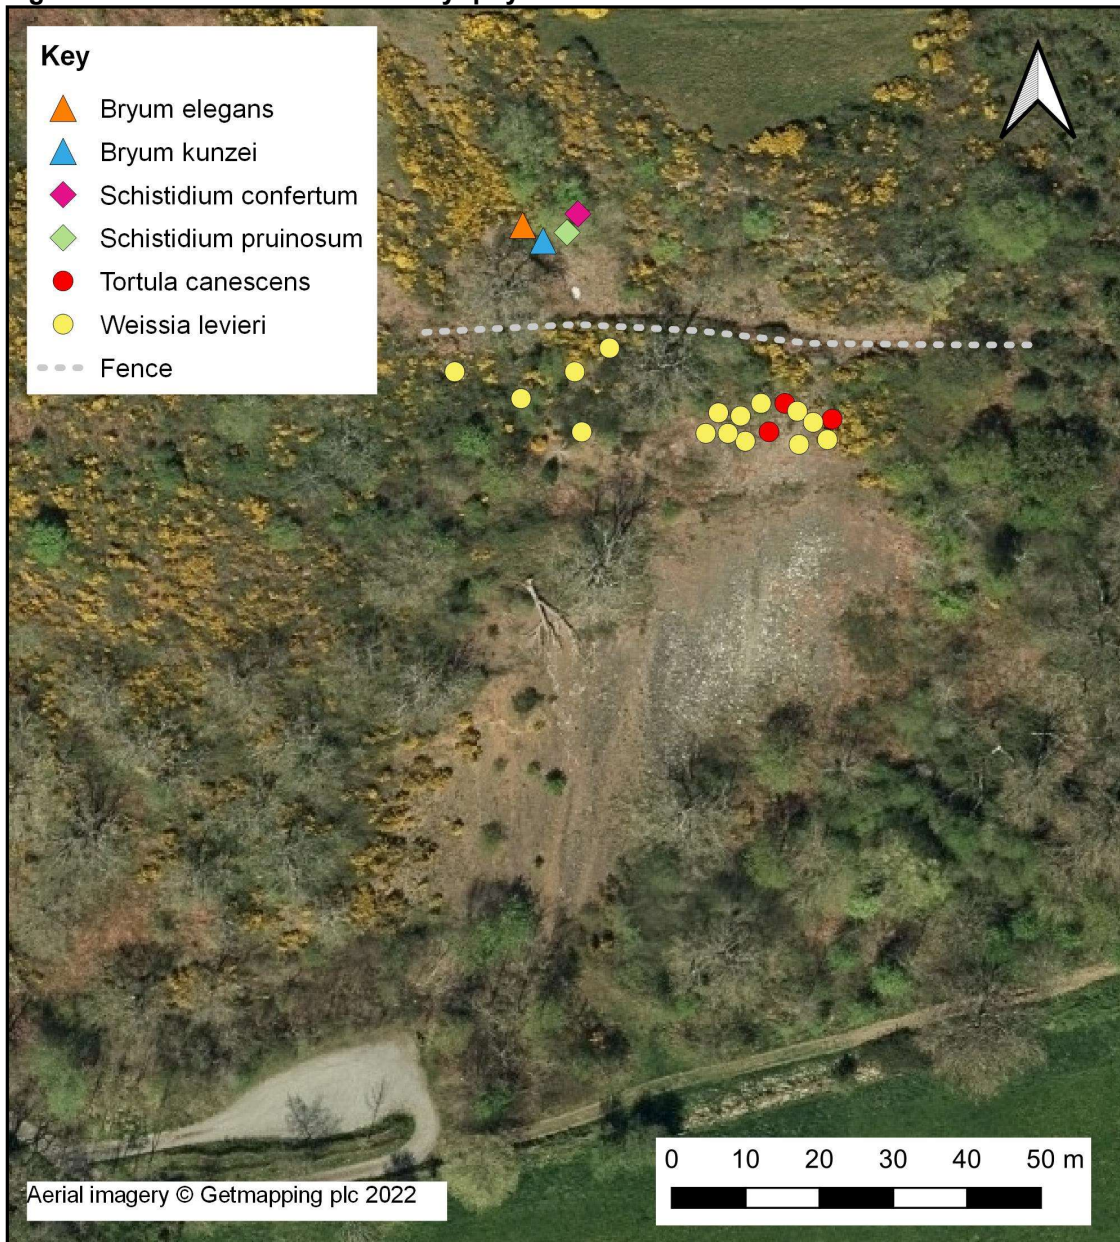 Key
Bryum elegans
Bryum kunzei
Schistidium confertum
Schistidium pruinosum
Tortula canescens
Weissia levieri
Fence
0 10 20 30 40 50 m
Aerial imagery © Getmapping plc 2022